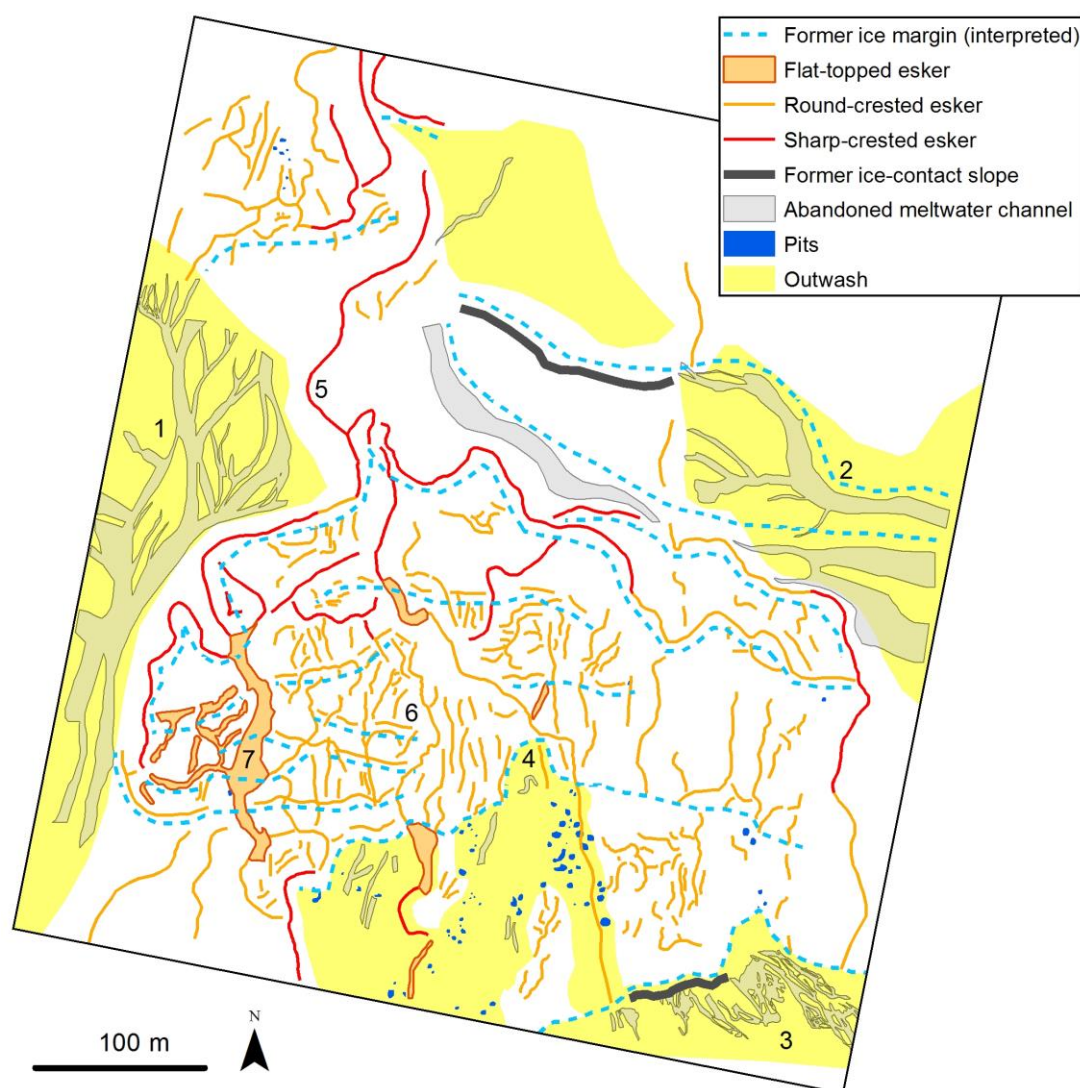 Former ice margin (interpreted)
Flat-topped esker
Round-crested esker
Sharp-crested esker
Former ice-contact slope
Abandoned meltwater channel
Pits
Outwash
5
1
2
6
7
4
3
100 m
N